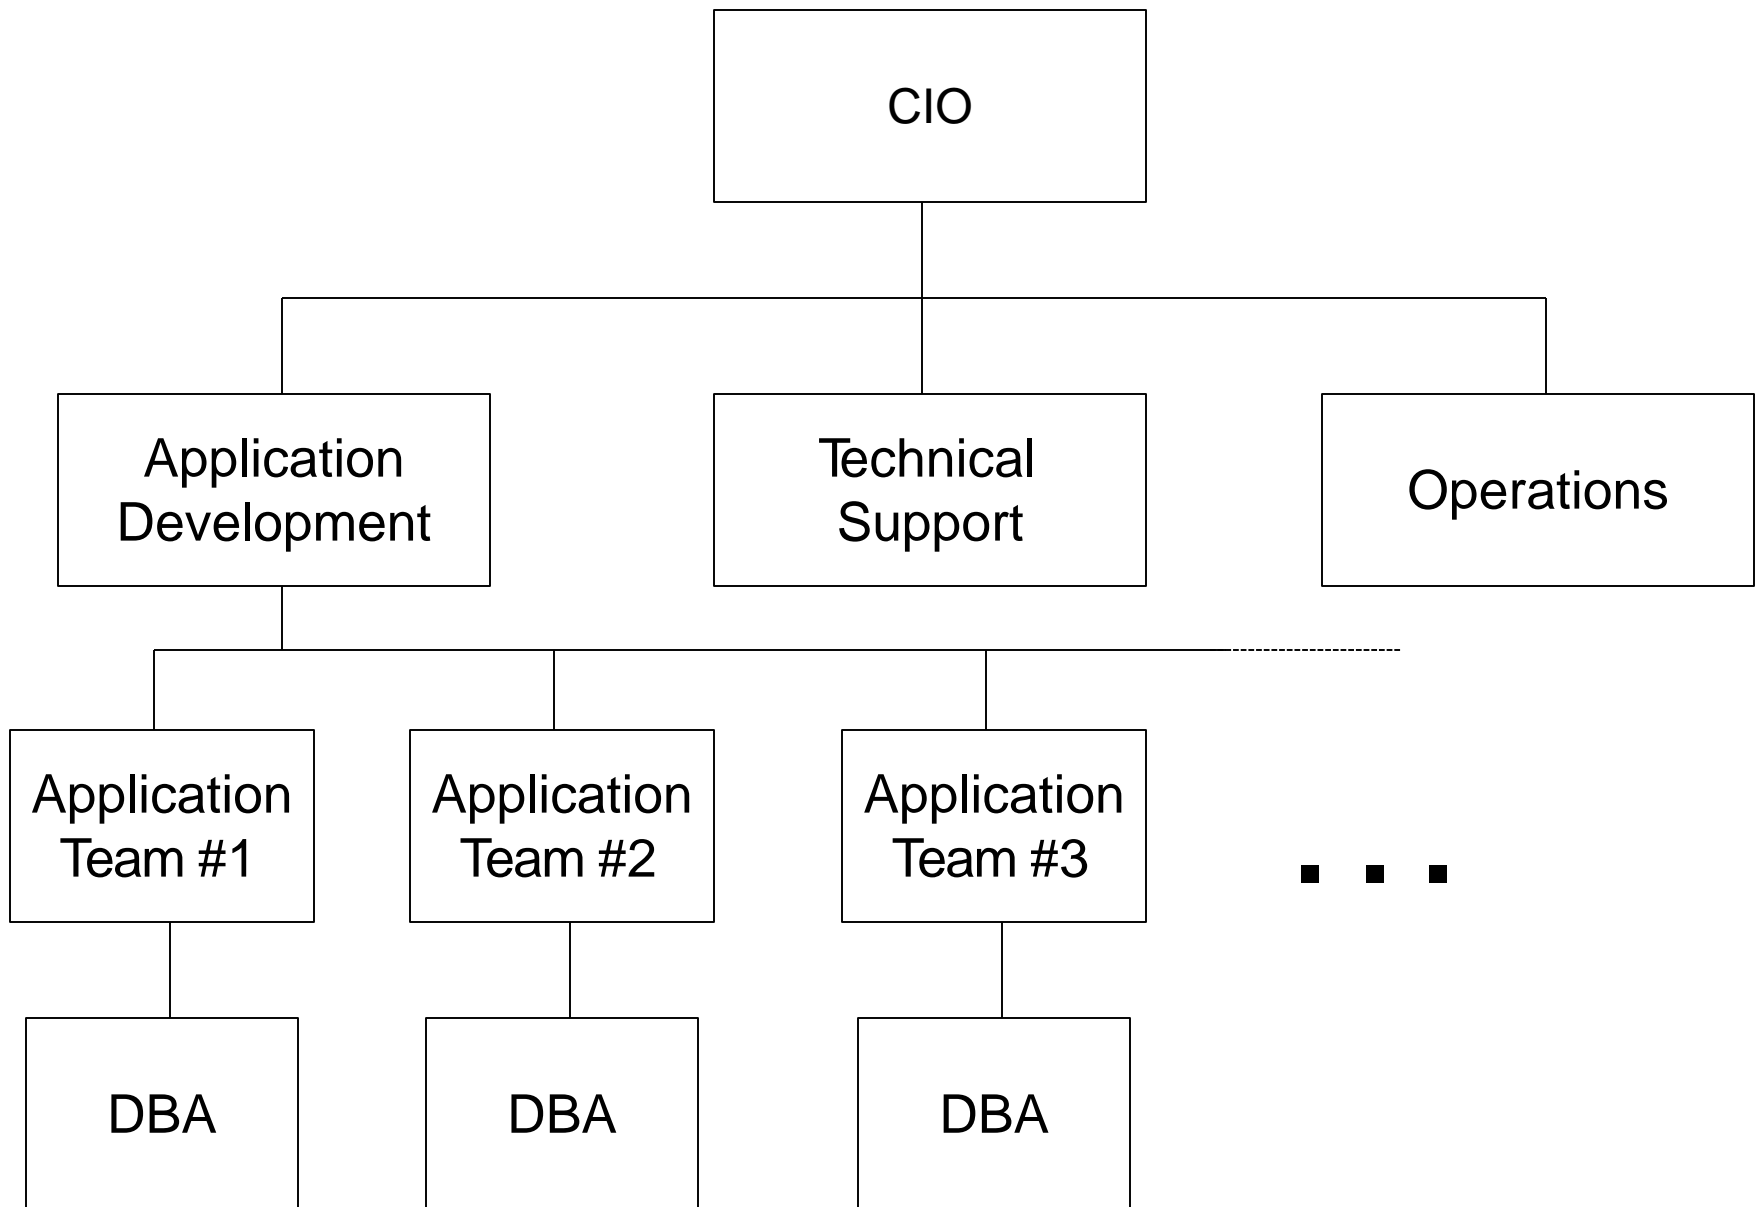 CIO
Application
Development
Technical
Support
Operations
Application
Team #1
Application
Team #2
Application
Team #3
. . .
DBA
DBA
DBA